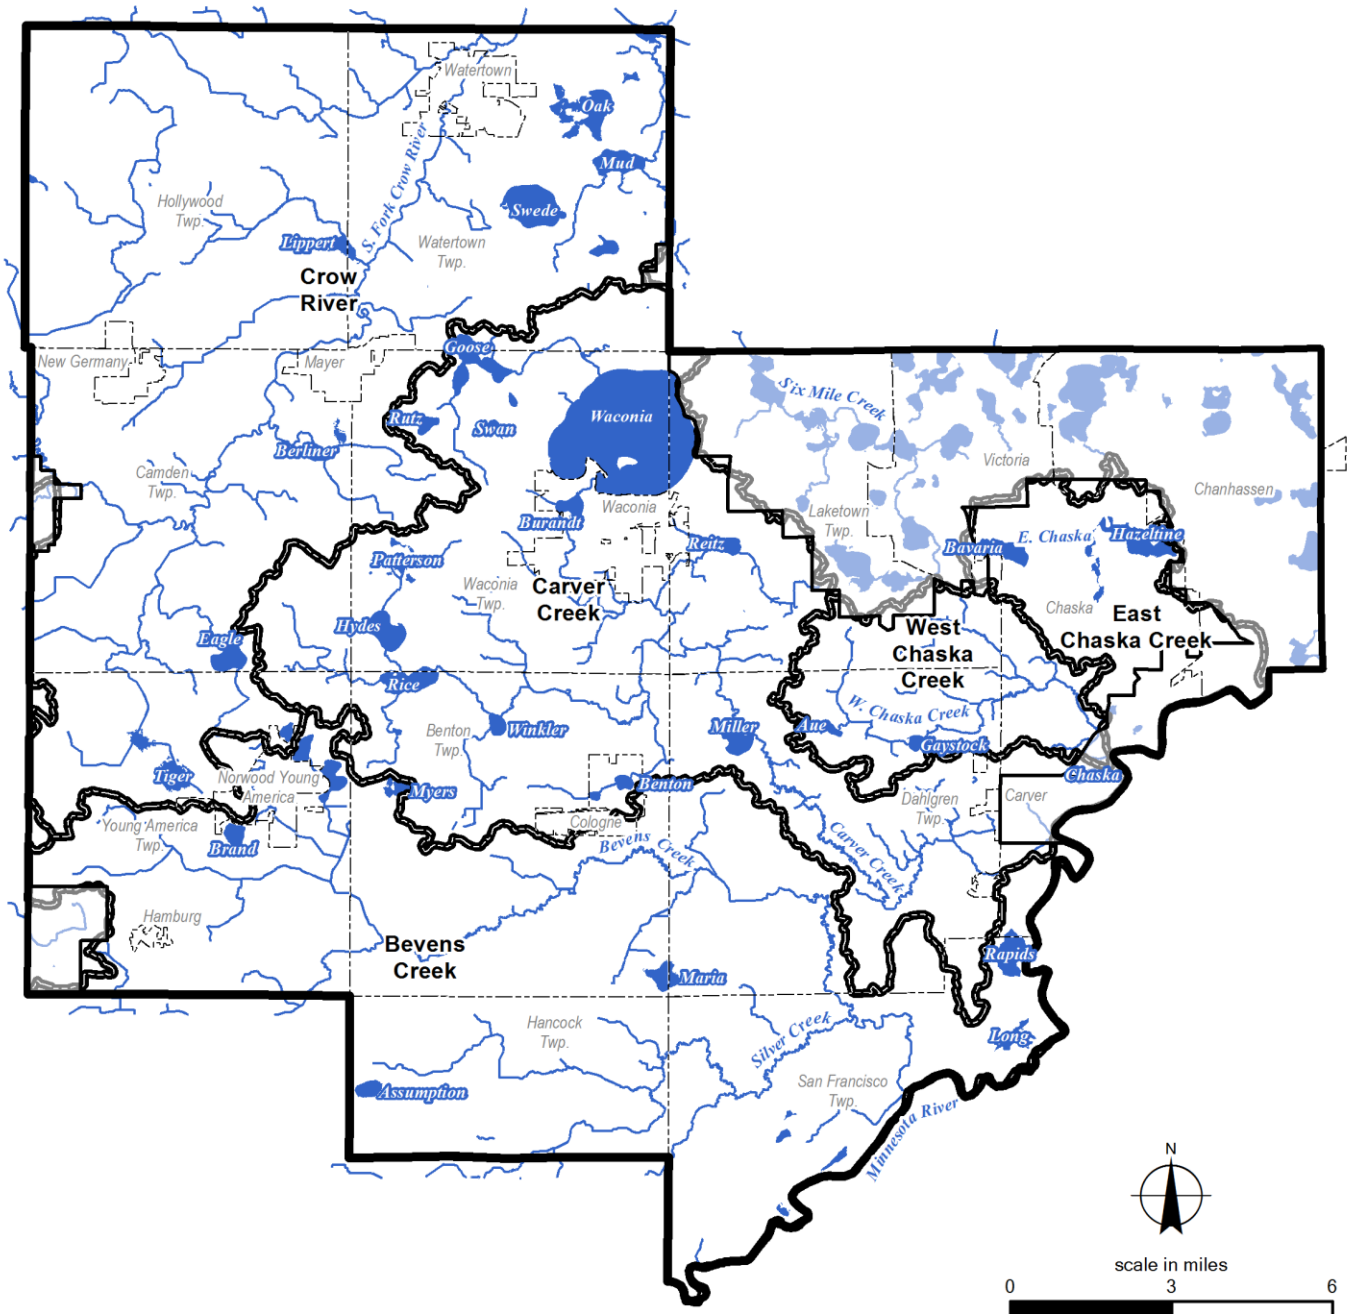 Watertown
Oak
Mud
S. Fork Crow River
Hollywood
Twp.
Swede
Lippert
Watertown
Twp.
Crow
River
Goose
New Germany
Mayer
Six Mile Creek
Waconia
Rutz
Swan
Berliner
Victoria
Camden
Twp.
Chanhassen
Waconia
Burandt
Laketown
Twp.
Reitz
Bavaria
E. Chaska
Hazeltine
Patterson
Waconia
Twp.
Carver
Creek
Chaska
East
Chaska Creek
Hydes
Eagle
West
Chaska
Creek
Rice
W. Chaska Creek
Benton
Twp.
Winkler
Miller
Aue
Gaystock
Tiger
Norwood Young
America
Myers
Benton
Chaska
Dahlgren
Twp.
Carver
Young America
Twp.
Cologne
Brand
Bevens Creek
Carver Creek
Hamburg
Bevens
Creek
Rapids
Maria
Hancock
Twp.
Silver Creek
Long
Assumption
San Francisco
Twp.
Minnesota River
N
scale in miles
0 3 6